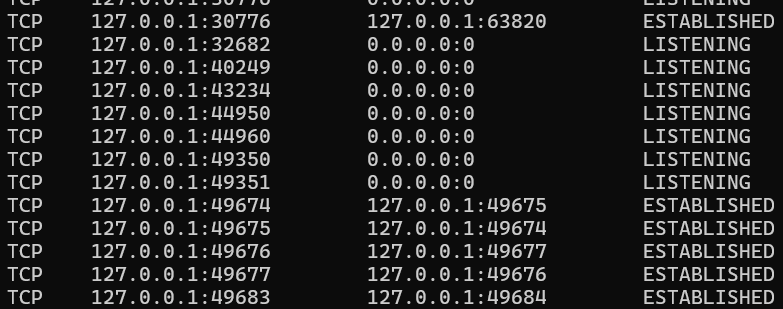 TCP 127.0.0.1:30776 127.0.0.1:63820 ESTABLISHED
TCP 127.0.0.1:32682 0.0.0.0:0 LISTENING
TCP 127.0.0.1:40249 0.0.0.0:0 LISTENING
TCP 127.0.0.1:43234 0.0.0.0:0 LISTENING
TCP 127.0.0.1:44950 0.0.0.0:0 LISTENING
TCP 127.0.0.1:44960 0.0.0.0:0 LISTENING
TCP 127.0.0.1:49350 0.0.0.0:0 LISTENING
TCP 127.0.0.1:49351 0.0.0.0:0 LISTENING
TCP 127.0.0.1:49674 127.0.0.1:49675 ESTABLISHED
TCP 127.0.0.1:49675 127.0.0.1:49674 ESTABLISHED
TCP 127.0.0.1:49676 127.0.0.1:49677 ESTABLISHED
TCP 127.0.0.1:49677 127.0.0.1:49676 ESTABLISHED
TCP 127.0.0.1:49683 127.0.0.1:49684 ESTABLISHED